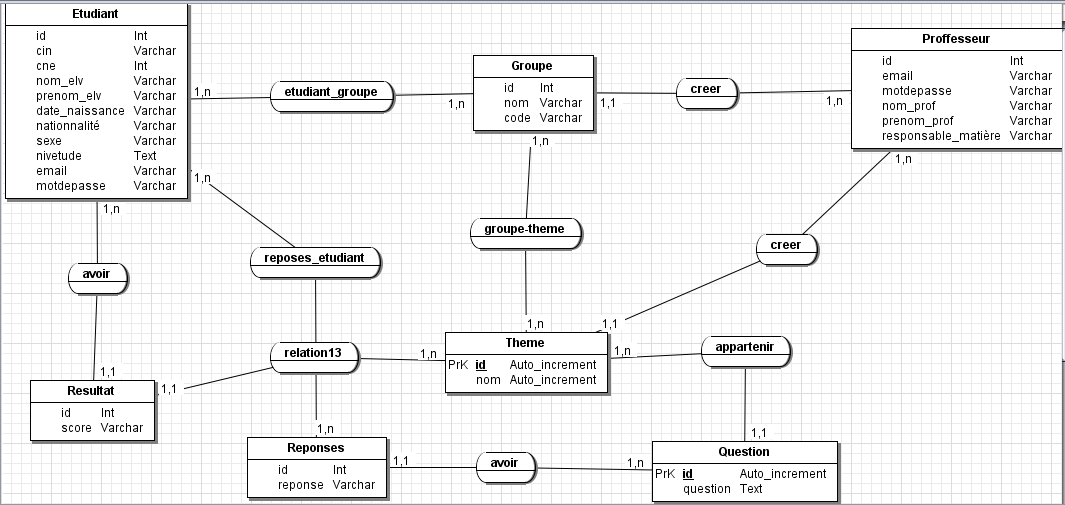 Etudiant
id Int
cin Varchar
cne Int
nom_elv Varchar
prenom_elv Varchar
date_naissance Varchar
nationnalité Varchar
sexe Varchar
nivetude Text
email Varchar
motdepasse Varchar
1,n
etudiant_groupe
1,n
Groupe
id Int
nom Varchar
code Varchar
1,1
creer
1,n
Proffesseur
id Int
email Varchar
motdepasse Varchar
nom_prof Varchar
prenom_prof Varchar
responsable_matière Varchar
1,n
1,n
1,n
1,n
groupe-theme
creer
avoir
reposes_etudiant
1,n
1,1
Theme
PrK id Auto_increment
nom Auto_increment
1,n
relation13
1,n
appartenir
1,1
1,1
Resultat
id Int
score Varchar
1,n
Reponses
id Int
reponse Varchar
1,1
avoir
1,n
1,1
Question
PrK id Auto_increment
question Text